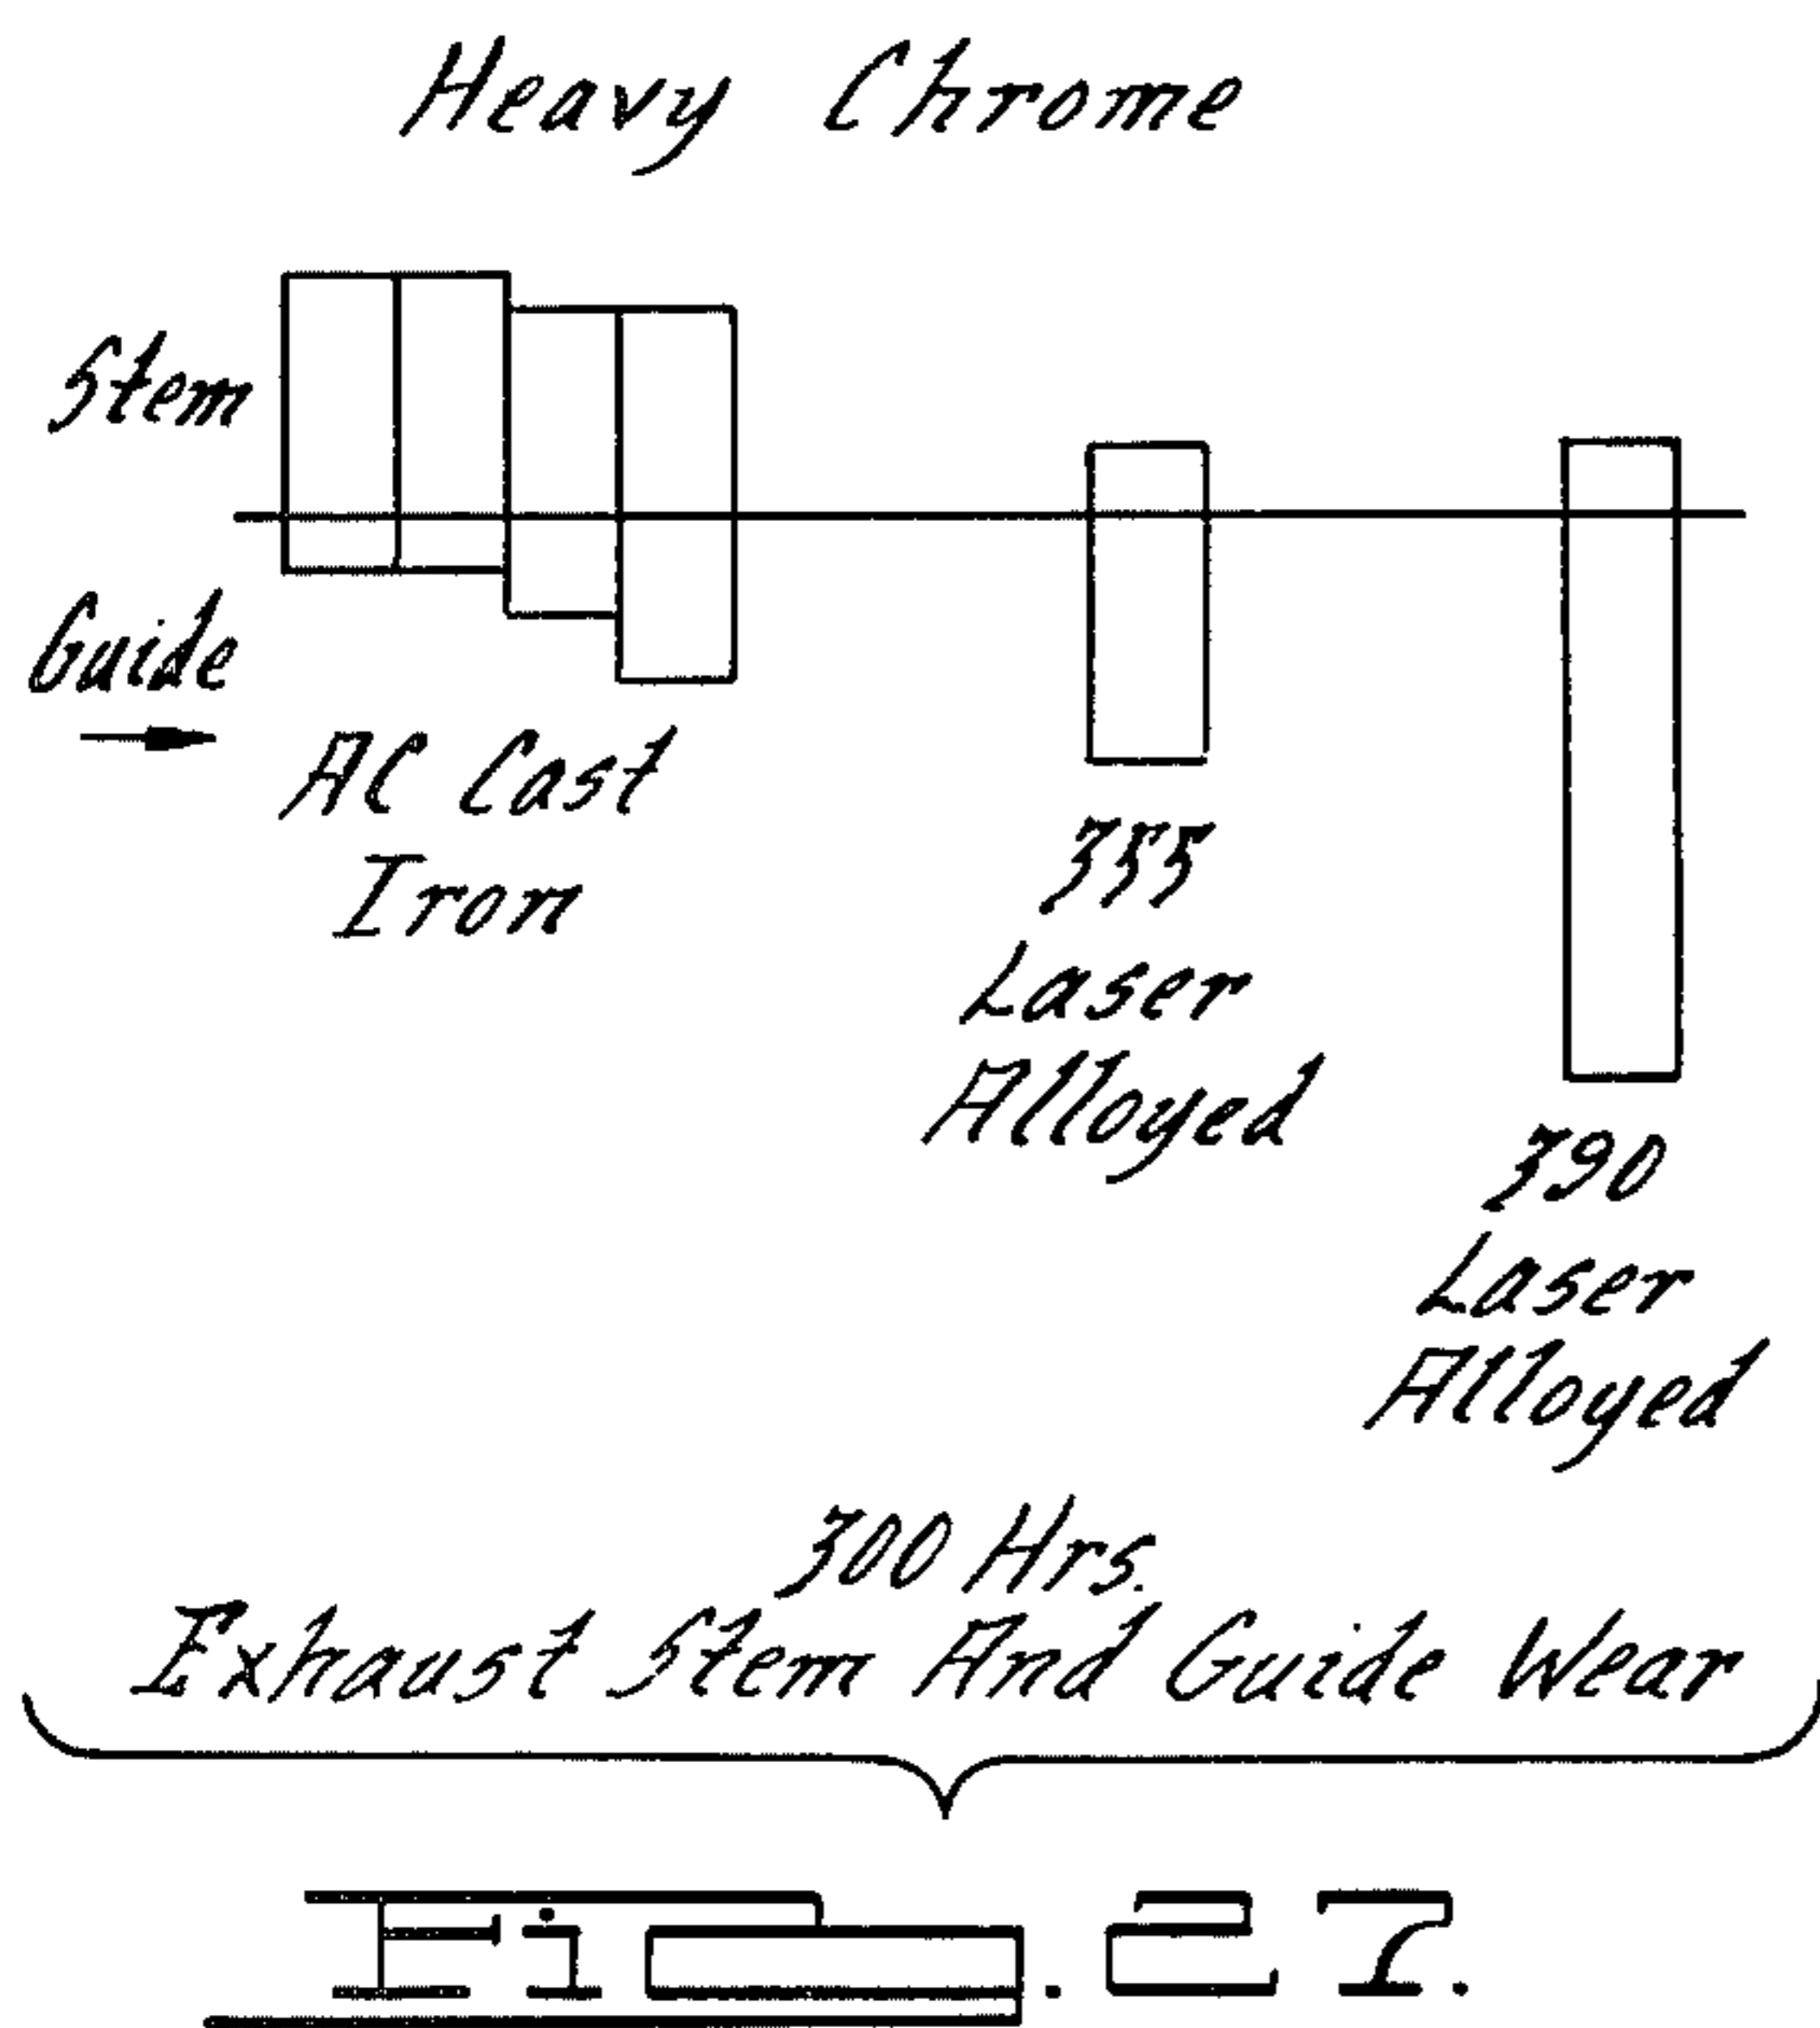 Heavy Chrome
Stem
Guide
AC Cast
Iron
355
Laser
Alloyed
390
Laser
Alloyed
300 Hrs.
Exhaust Stem And Guide Wear
Fig. 27.